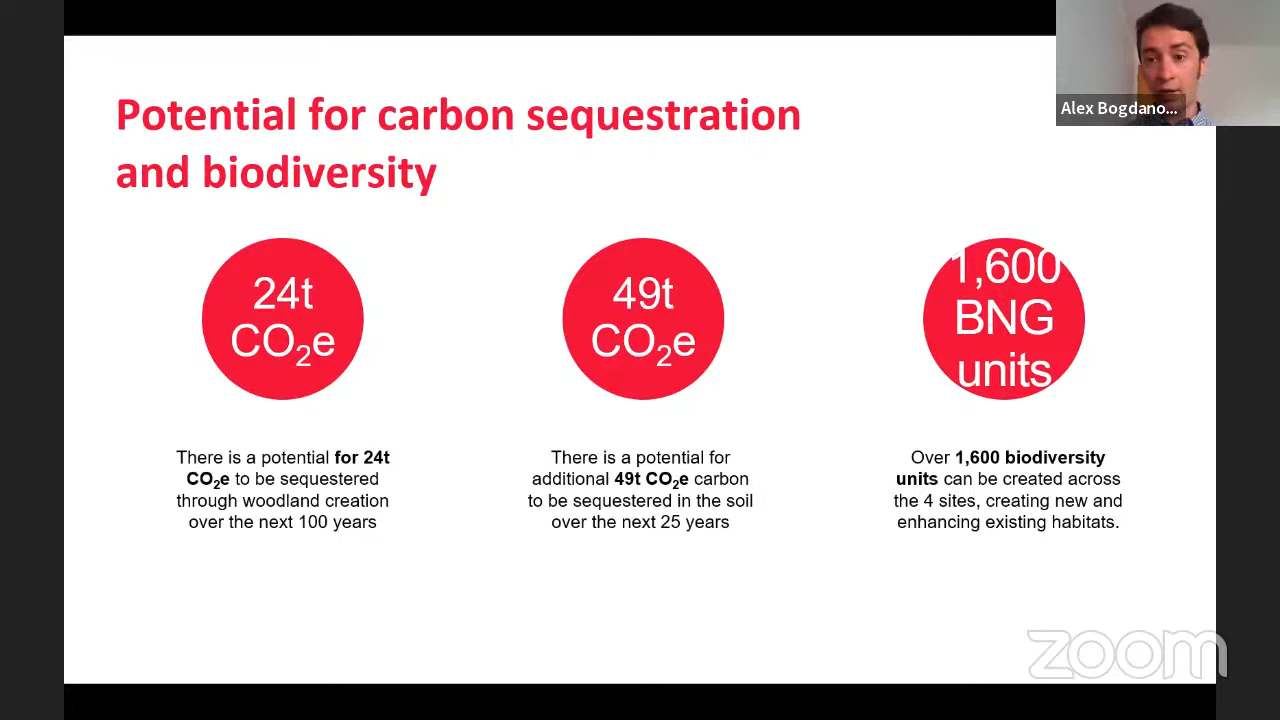 Potential for carbon sequestration
and biodiversity
Alex Bogdano...
24t
CO₂e
49t
CO₂e
1,600
BNG
units
There is a potential for 24t
CO₂e to be sequestered
through woodland creation
over the next 100 years
There is a potential for
additional 49t CO₂e carbon
to be sequestered in the soil
over the next 25 years
Over 1,600 biodiversity
units can be created across
the 4 sites, creating new and
enhancing existing habitats.
zoom